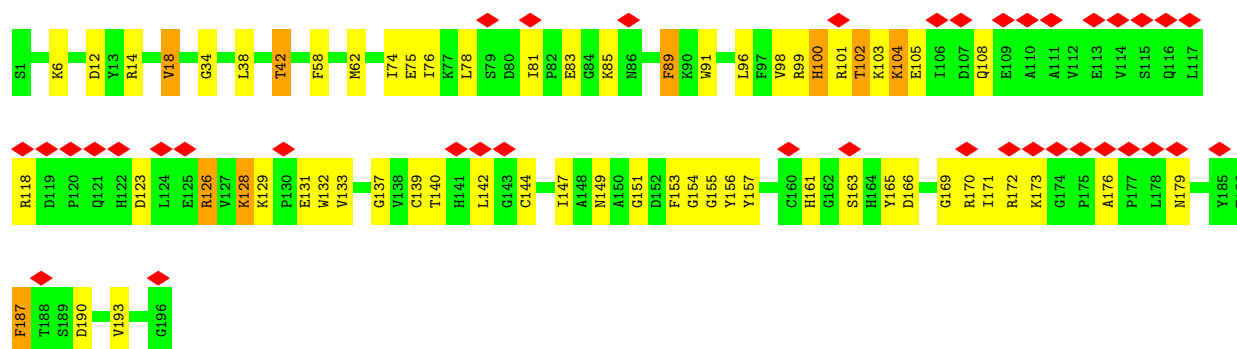 S1 K6 D12 Y13 R14 V18 G34 L38 T42 F58 M62 I74 E75 I76 K77 L78 S79 D80 I81 P82 E83 G84 K85 N86 F89 K90 W91 L96 F97 V98 R99 H100 R101 T102 K103 K104 E105 I106 D107 Q108 E109 A110 A111 V112 E113 V114 S115 Q116 L117
R118 D119 P120 Q121 H122 D123 L124 E125 R126 V127 K128 K129 P130 E131 W132 V133 G137 V138 C139 T140 H141 L142 G143 C144 I147 A148 N149 A150 G151 D152 F153 G154 G155 Y156 Y157 C160 H161 G162 S163 H164 Y165 D166 G169 R170 I171 R172 K173 G174 P175 A176 P177 L178 N179 Y185
F187 T188 S189 D190 V193 G196